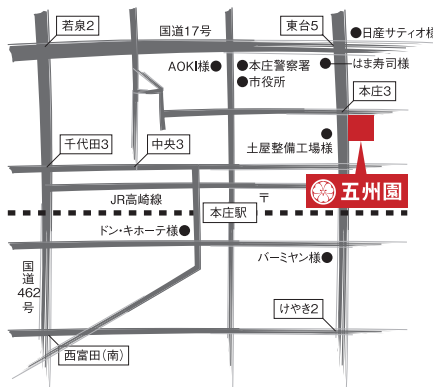 若泉2
国道17号
東台5
日産サティオ様
AOKI様
本庄警察署
市役所
はま寿司様
本庄3
千代田3
中央3
土屋整備工場様
五州園
JR高崎線
本庄駅
〒
ドン・キホーテ様
バーミヤン様
国道462号
けやき2
西富田(南)